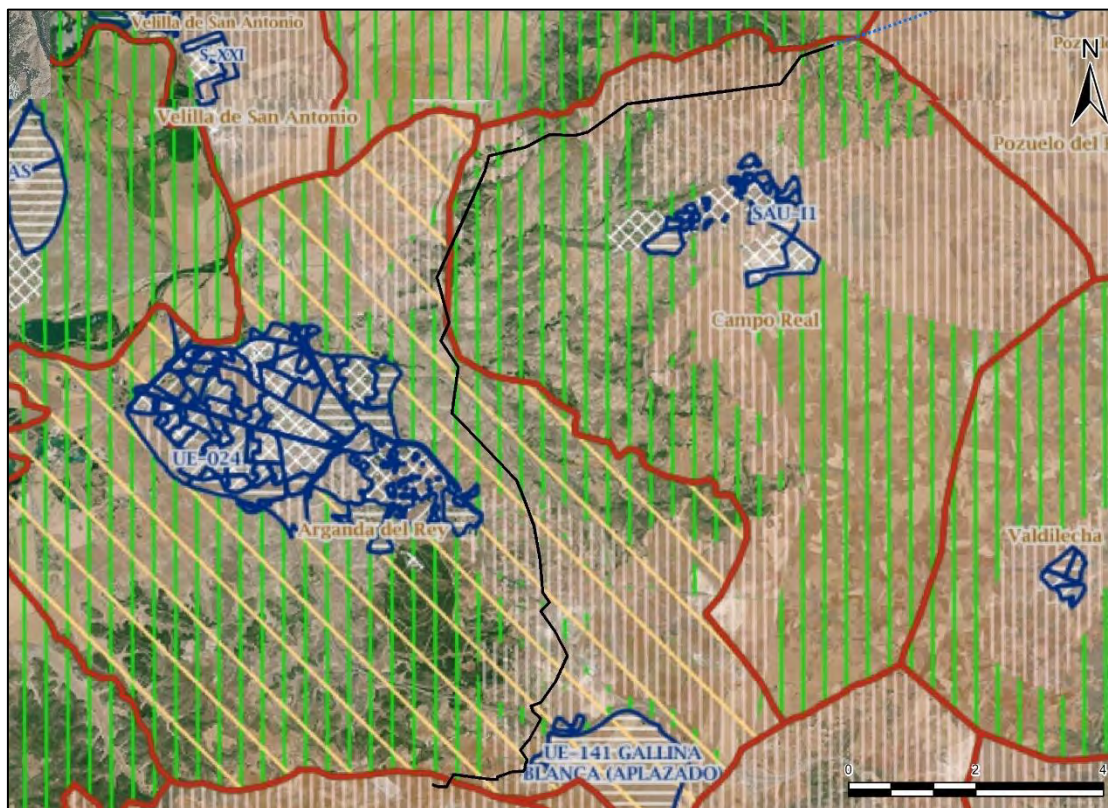 Velilla de San Antonio
S-XXI
Velilla de San Antonio
AS
N
Pozuelo del
SAU-I1
Campo Real
UE-024
Arganda del Rey
Valdilecha
UE-141 GALLINA
BLANCA (APLAZADO)
0 2 4